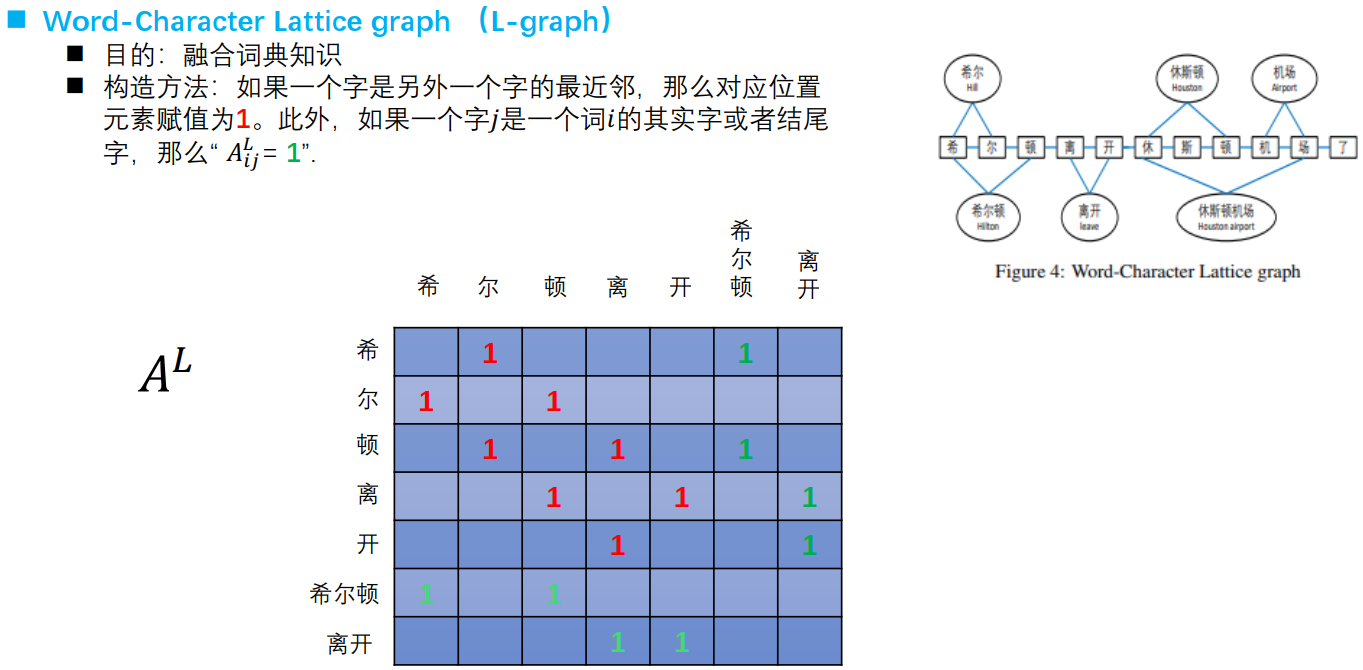 Word-Character Lattice graph （L-graph）
目的：融合词典知识
构造方法：如果一个字是另外一个字的最近邻，那么对应位置
元素赋值为1。此外，如果一个字j是一个词i的其实字或者结尾
字，那么“ A^L_ij = 1”.
希尔
Hill
休斯顿
Houston
机场
Airport
希 尔 顿 离 开 休 斯 顿 机 场 了
希尔顿
Hilton
离开
leave
休斯顿机场
Houston airport
Figure 4: Word-Character Lattice graph
希 尔 顿 离 开 希尔顿 离开
A^L
希 1 1
尔 1 1
顿 1 1 1
离 1 1 1
开 1 1
希尔顿 1 1
离开 1 1